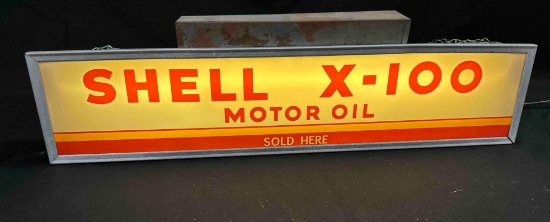 SHELL X-100
MOTOR OIL
SOLD HERE